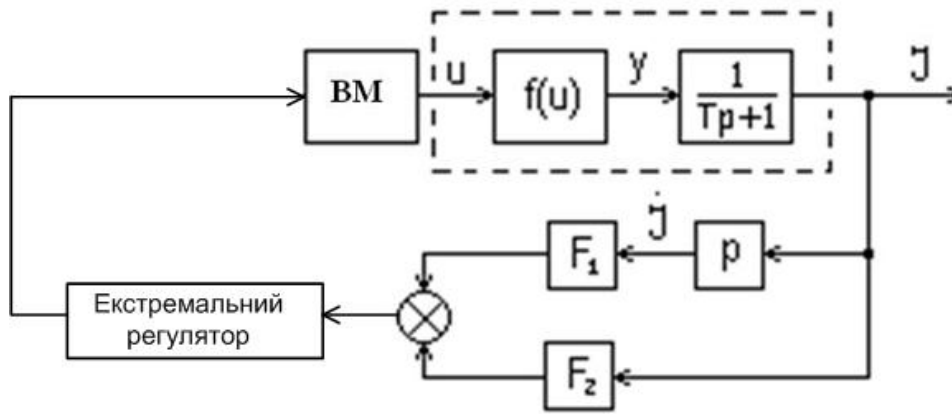 ВМ
u
f(u)
y
1
Tp+1
J
J̇
F₁
p
Екстремальний
регулятор
F₂